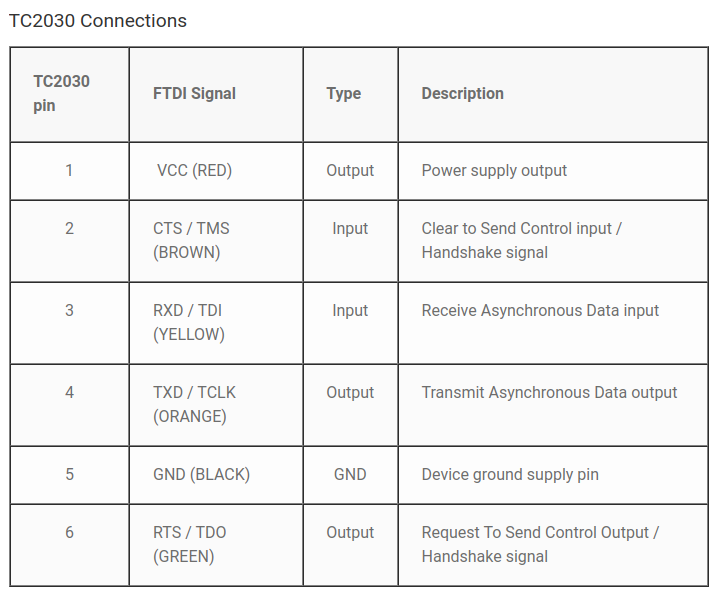 TC2030 Connections
TC2030
pin
FTDI Signal
Type
Description
1
VCC (RED)
Output
Power supply output
2
CTS / TMS
(BROWN)
Input
Clear to Send Control input /
Handshake signal
3
RXD / TDI
(YELLOW)
Input
Receive Asynchronous Data input
4
TXD / TCLK
(ORANGE)
Output
Transmit Asynchronous Data output
5
GND (BLACK)
GND
Device ground supply pin
6
RTS / TDO
(GREEN)
Output
Request To Send Control Output /
Handshake signal